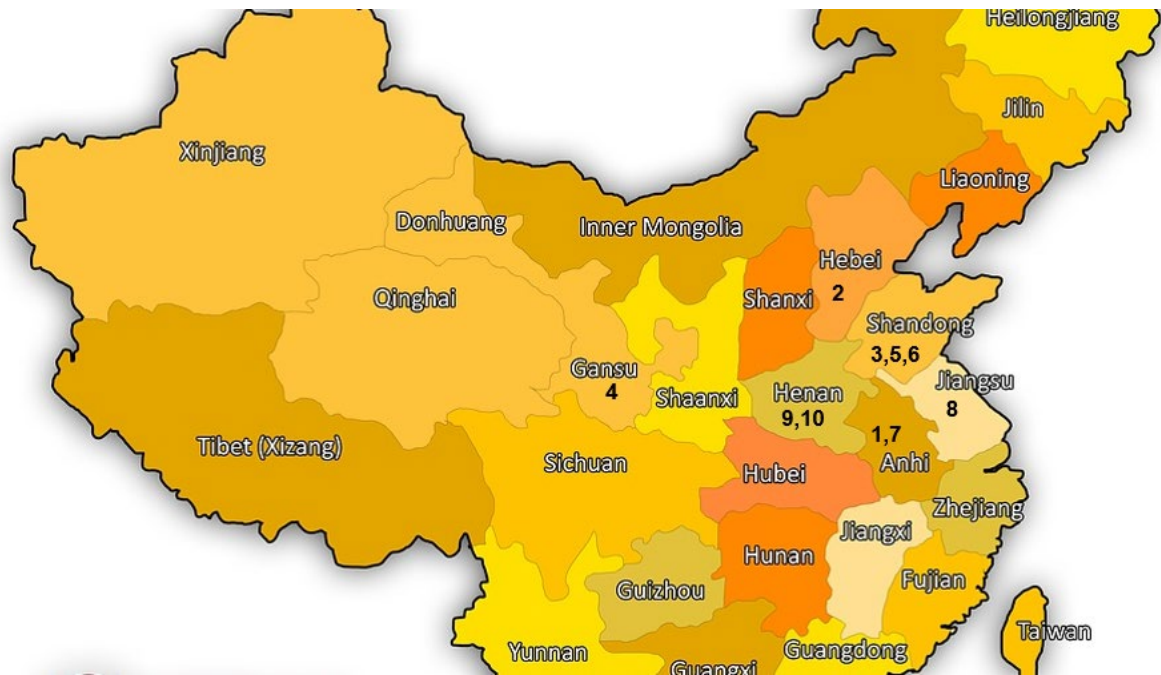 Heilongjiang
Jilin
Xinjiang
Liaoning
Donhuang
Inner Mongolia
Hebei
2
Qinghai
Shanxi
Shandong
3,5,6
Gansu
4
Shaanxi
Henan
9,10
Jiangsu
8
1,7
Anhi
Tibet (Xizang)
Sichuan
Hubei
Zhejiang
Jiangxi
Hunan
Fujian
Guizhou
Taiwan
Yunnan
Guangdong
Guangxi